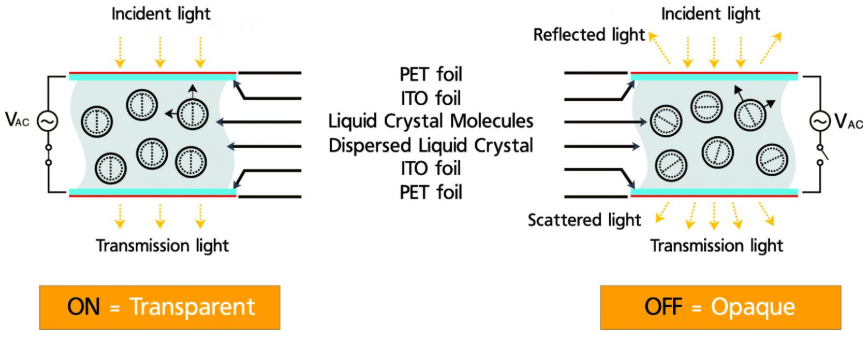 Incident light
Incident light
Reflected light
PET foil
ITO foil
Liquid Crystal Molecules
VAC
VAC
Dispersed Liquid Crystal
ITO foil
PET foil
Scattered light
Transmission light
Transmission light
ON = Transparent
OFF = Opaque